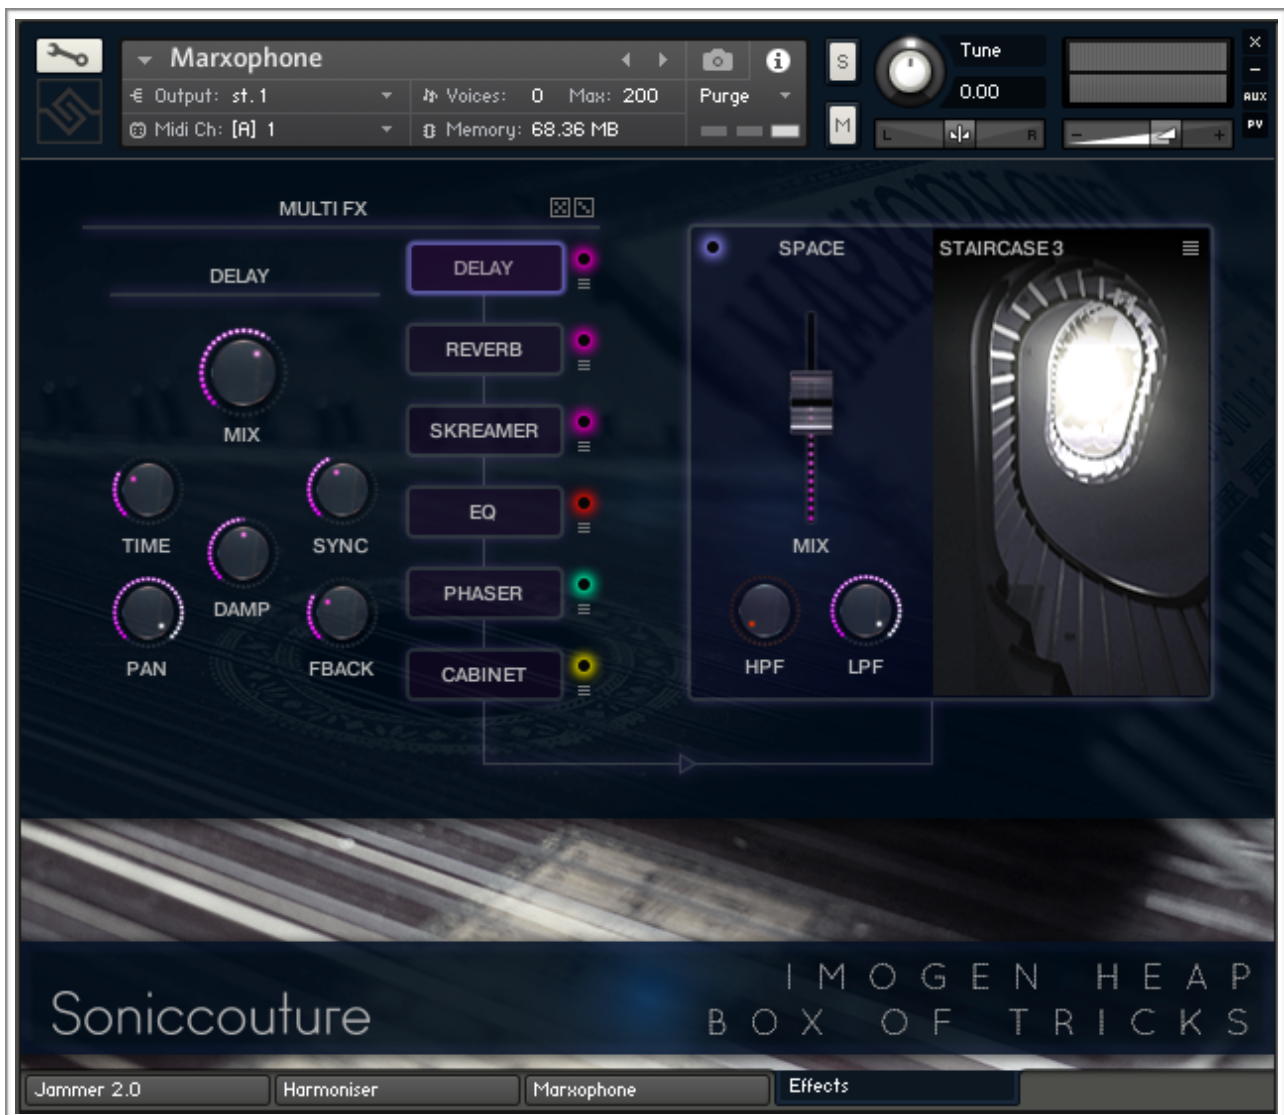 Marxophone
Output: st.1
Voices: 0 Max: 200
Purge
Midi Ch: [A] 1
Memory: 68.36 MB
S
M
Tune
0.00
L R
- +
X
-
AUX
PV
MULTI FX
DELAY
MIX
TIME
SYNC
DAMP
PAN
FBACK
DELAY
REVERB
SKREAMER
EQ
PHASER
CABINET
SPACE
STAIRCASE 3
MIX
HPF
LPF
MARXOPHONE
Soniccouture
IMOGEN HEAP
BOX OF TRICKS
Jammer 2.0
Harmoniser
Marxophone
Effects